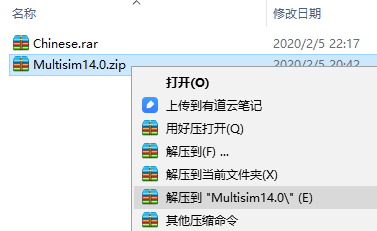 名称 修改日期
Chinese.rar 2020/2/5 22:17
Multisim14.0.zip 2020/2/5 20:42
打开(O)
上传到有道云笔记
用好压打开(Q)
解压到(F) ...
解压到当前文件夹(X)
解压到 "Multisim14.0\" (E)
其他压缩命令